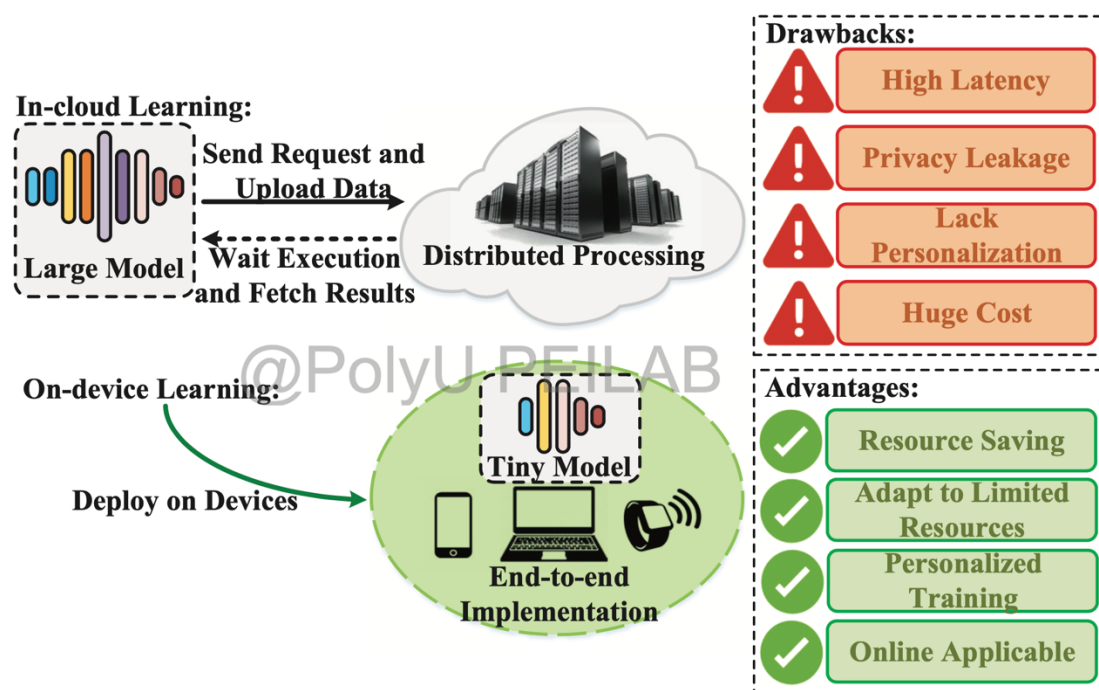 In-cloud Learning:
Large Model
Send Request and
Upload Data
Wait Execution
and Fetch Results
Distributed Processing
Drawbacks:
High Latency
Privacy Leakage
Lack
Personalization
Huge Cost
@PolyU PEILAB
On-device Learning:
Deploy on Devices
Tiny Model
End-to-end
Implementation
Advantages:
Resource Saving
Adapt to Limited
Resources
Personalized
Training
Online Applicable